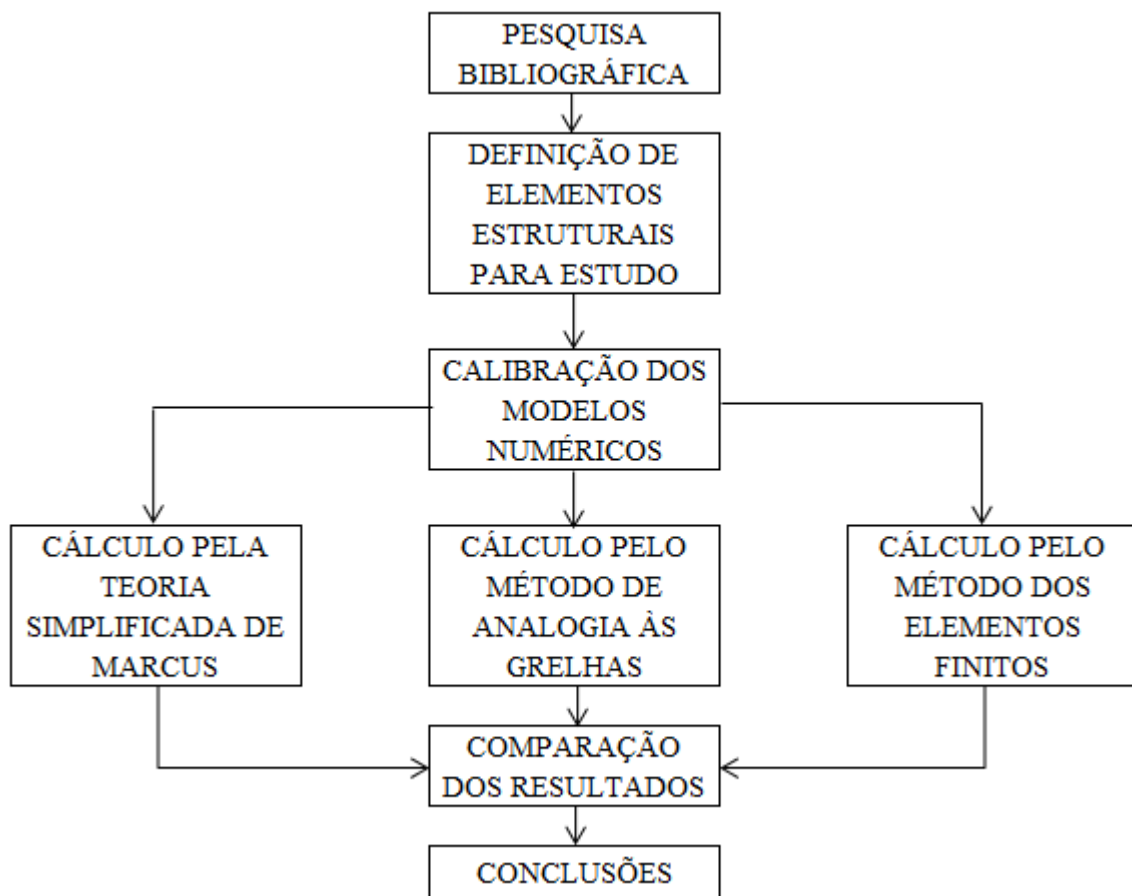 PESQUISA
BIBLIOGRÁFICA
DEFINIÇÃO DE
ELEMENTOS
ESTRUTURAIS
PARA ESTUDO
CALIBRAÇÃO DOS
MODELOS
NUMÉRICOS
CÁLCULO PELA
TEORIA
SIMPLIFICADA DE
MARCUS
CÁLCULO PELO
MÉTODO DE
ANALOGIA ÀS
GRELHAS
CÁLCULO PELO
MÉTODO DOS
ELEMENTOS
FINITOS
COMPARAÇÃO
DOS RESULTADOS
CONCLUSÕES